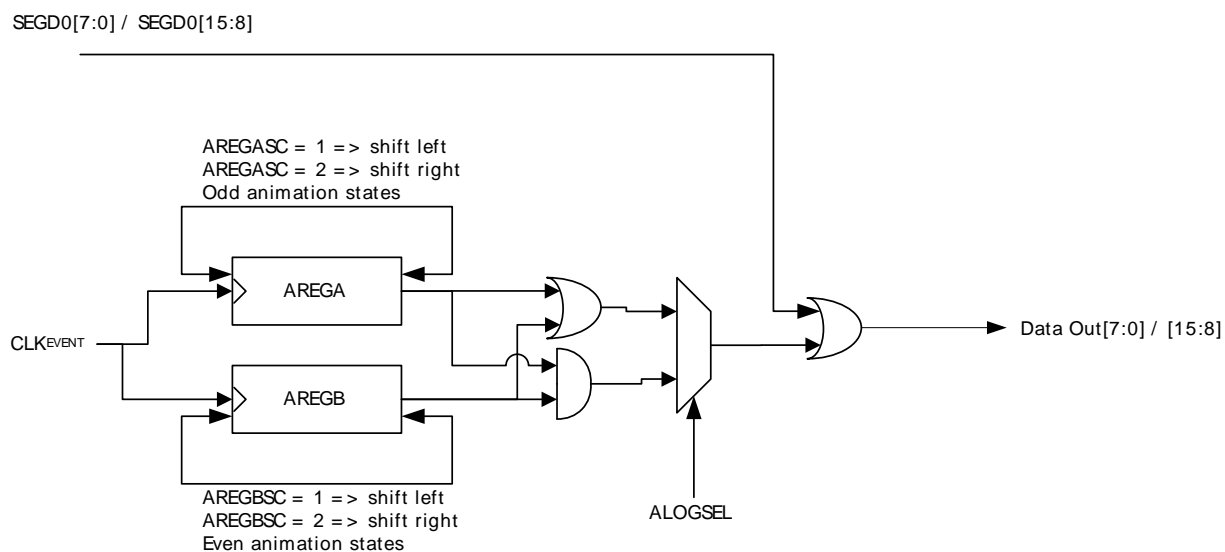 SEGD0[7:0] / SEGD0[15:8]
AREGASC = 1 => shift left
AREGASC = 2 => shift right
Odd animation states
AREGA
CLKEVENT
AREGB
AREGBSC = 1 => shift left
AREGBSC = 2 => shift right
Even animation states
ALOGSEL
Data Out[7:0] / [15:8]